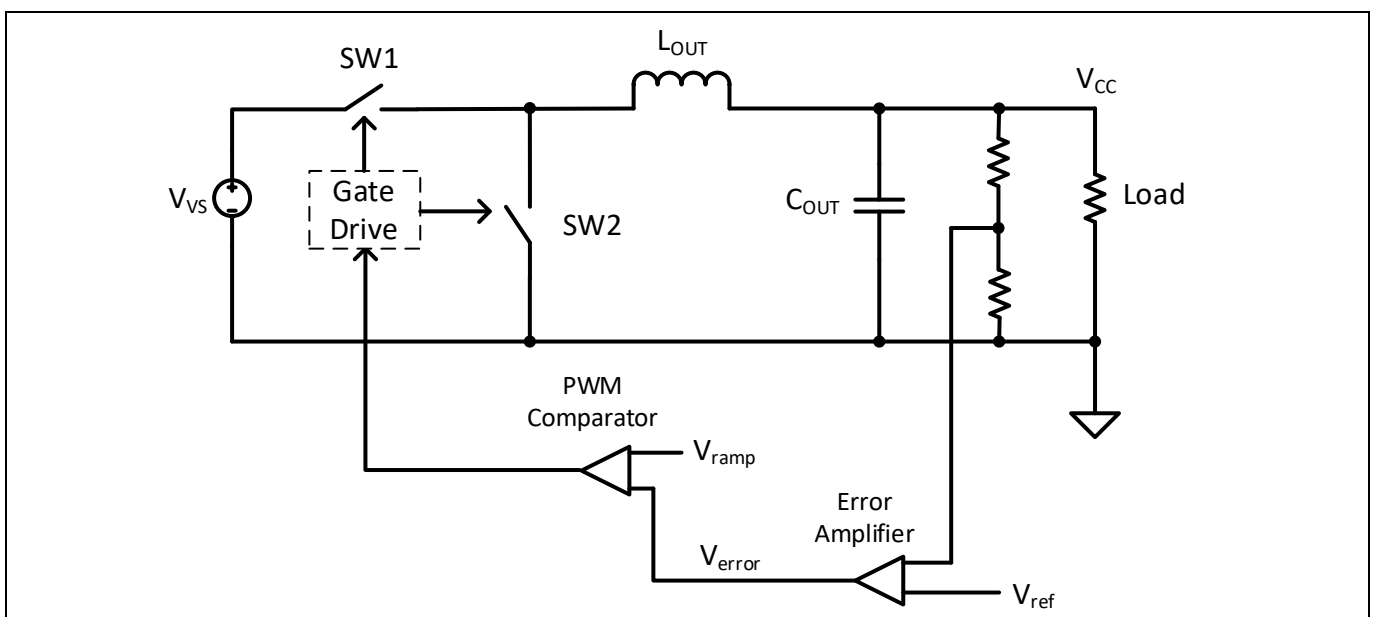 L_OUT
SW1
V_CC
Gate
Drive
V_VS
+
-
SW2
C_OUT
Load
PWM
Comparator
V_ramp
Error
Amplifier
V_error
V_ref